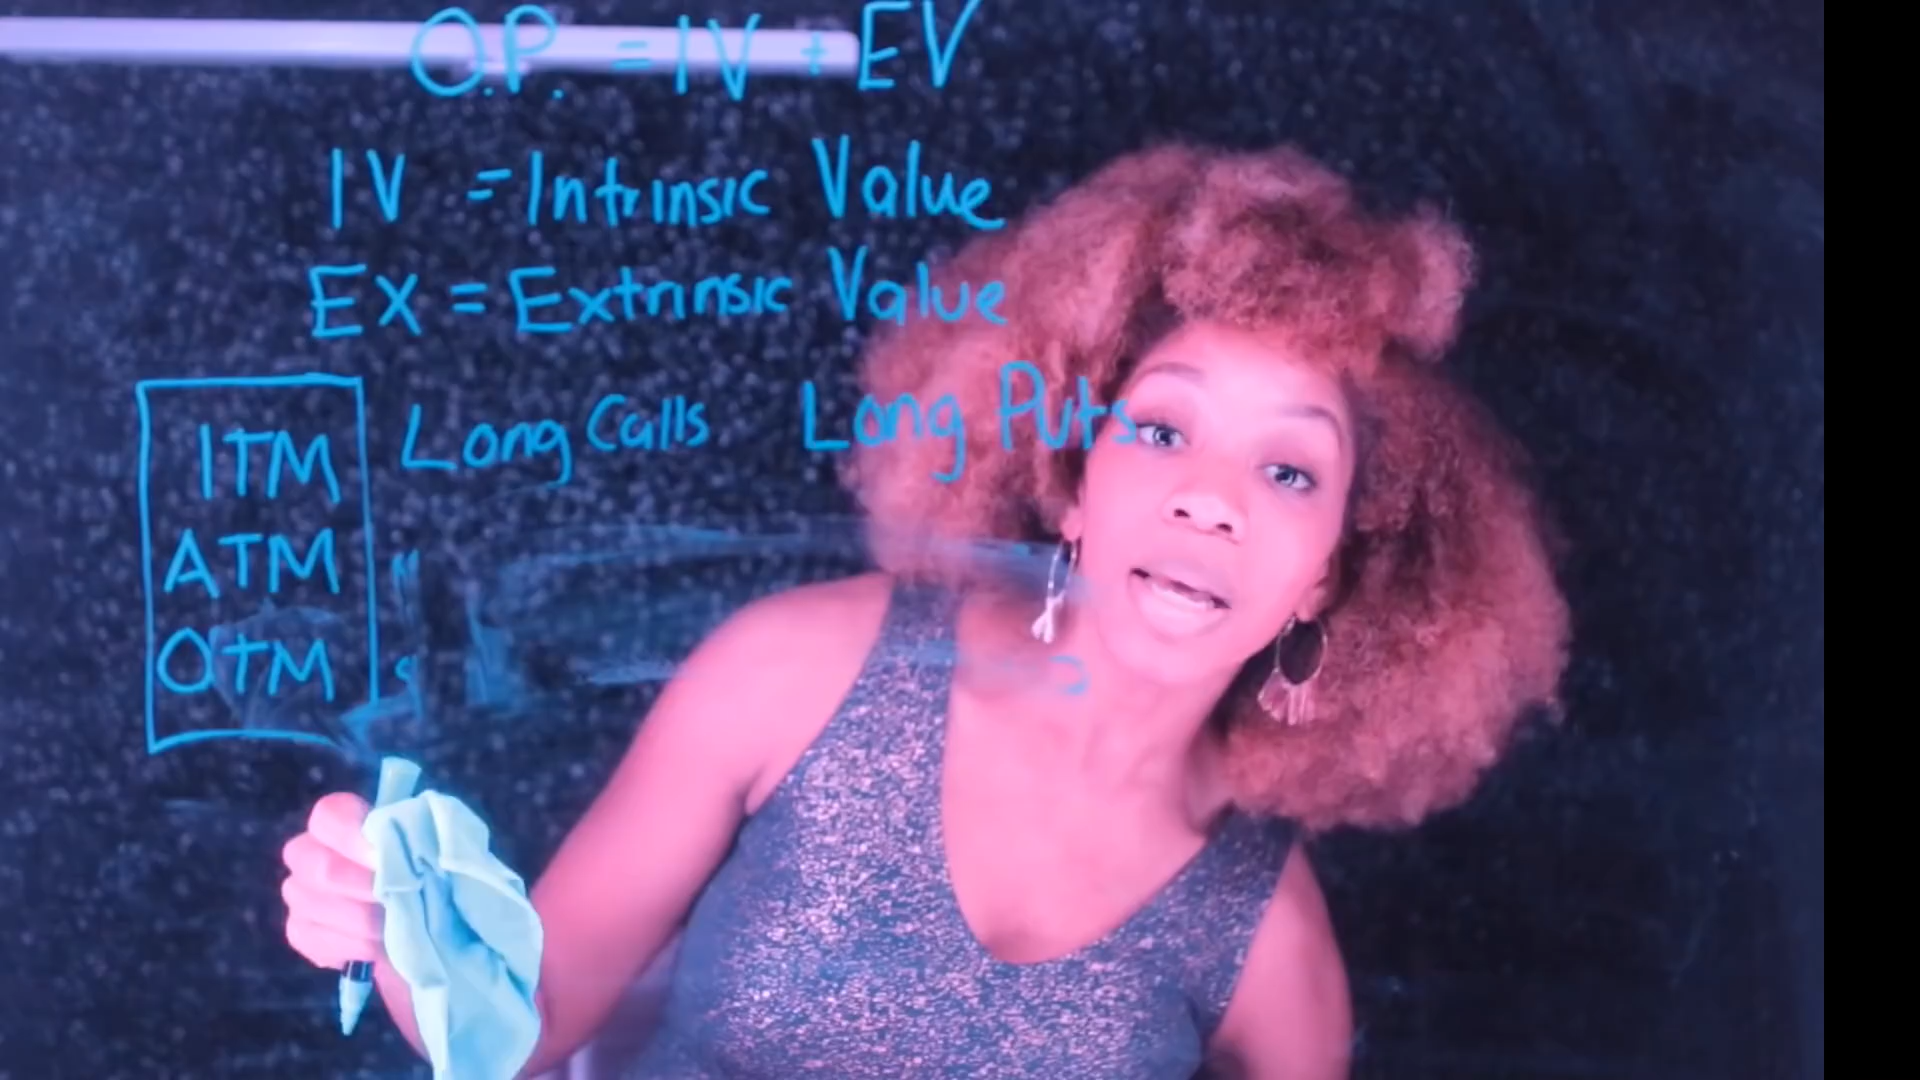 O.P. = IV + EV
IV = Intrinsic Value
EX = Extrinsic Value
ITM Long Calls Long Puts
ATM
OTM